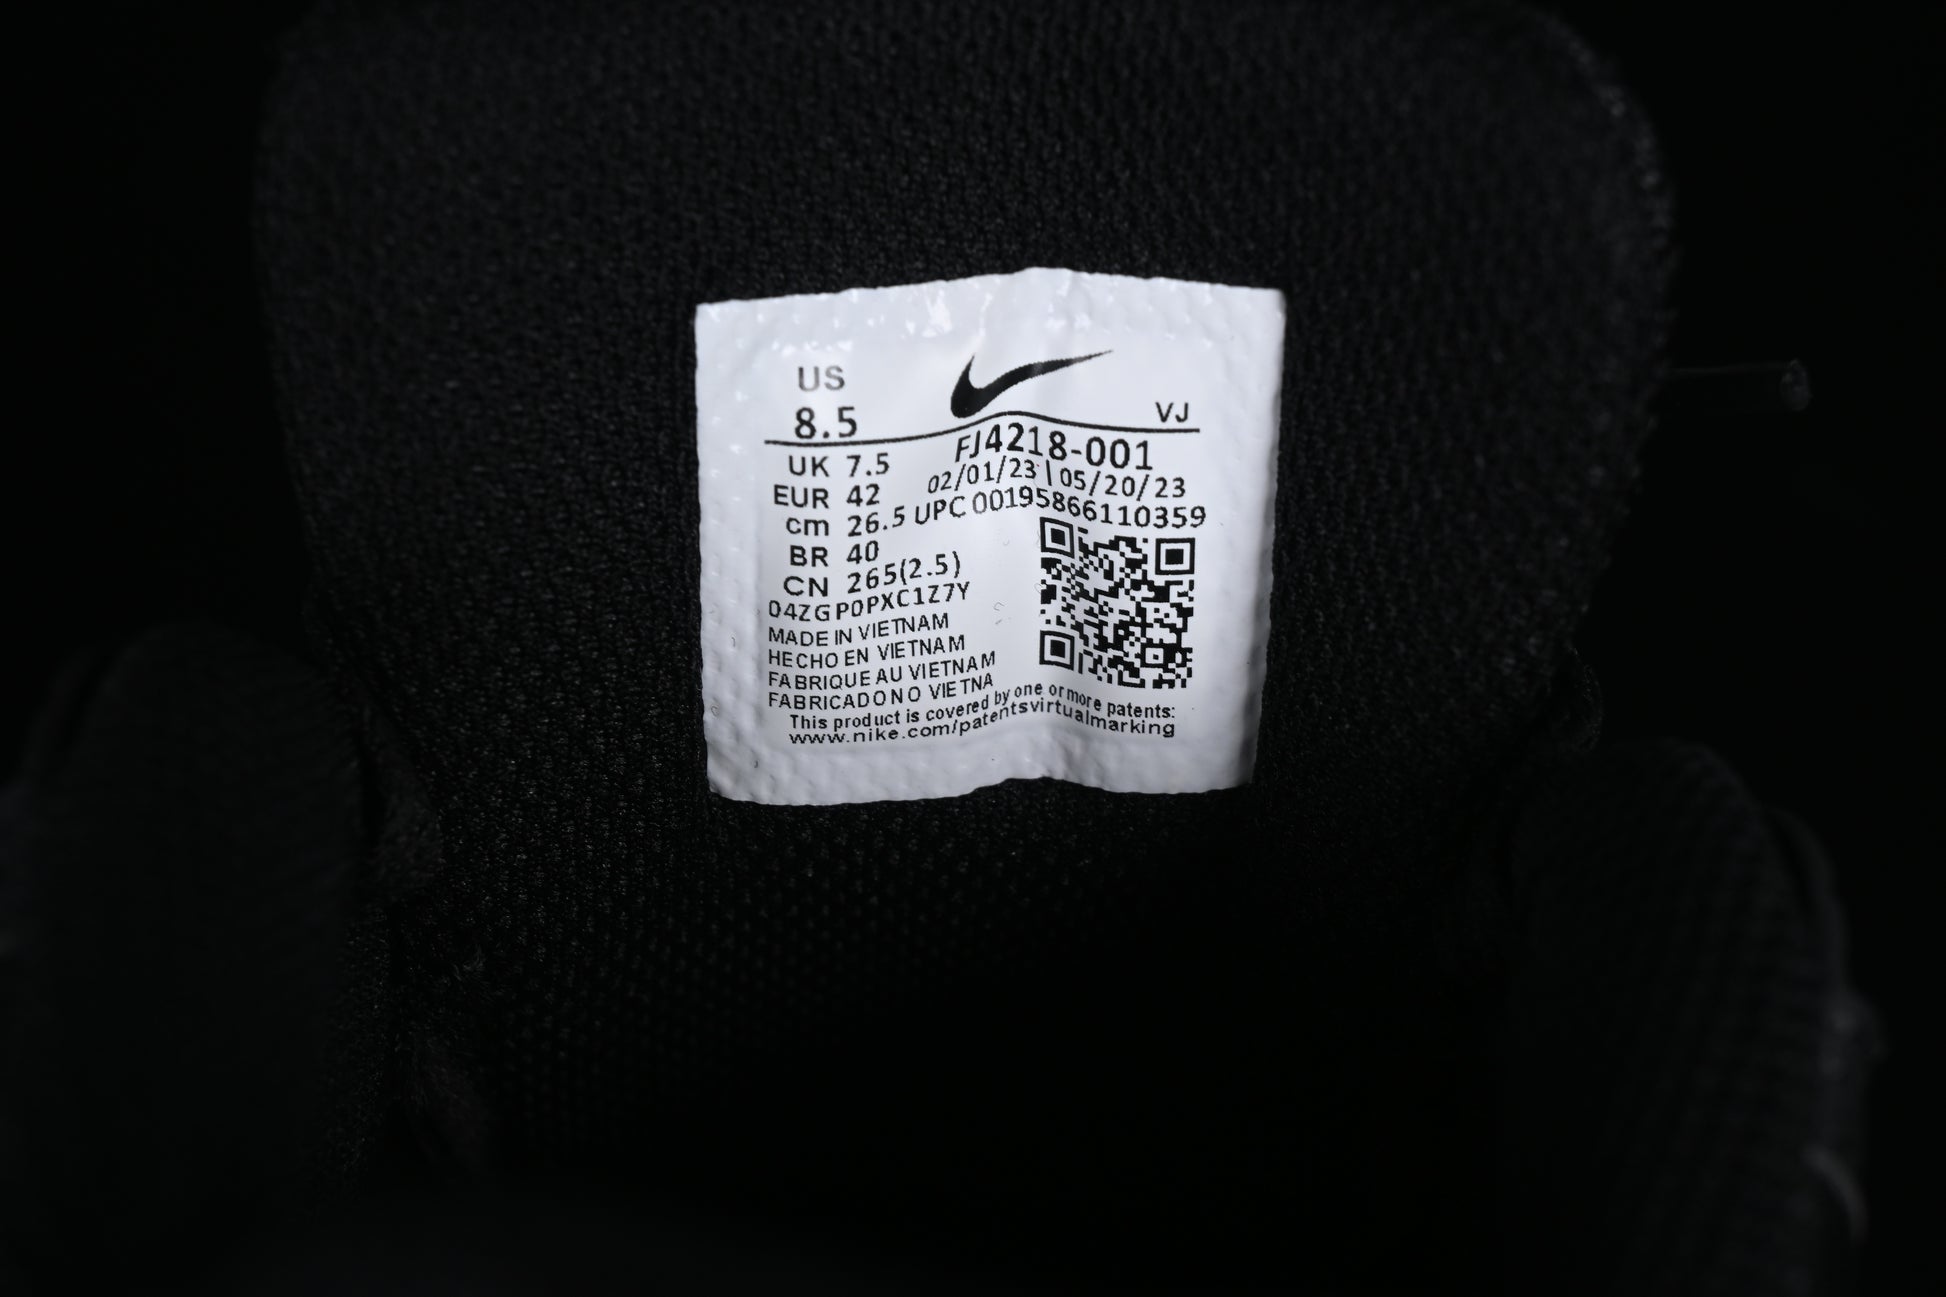 US
8.5
VJ
FJ4218-001
UK 7.5
02/01/23 | 05/20/23
EUR 42
UPC 00195866110359
cm 26.5
BR 40
CN 265(2.5)
04ZGP0PXC1Z7Y
MADE IN VIETNAM
HECHO EN VIETNAM
FABRIQUE AU VIETNAM
FABRICADO NO VIETNA
This product is covered by one or more patents:
www.nike.com/patentsvirtualmarking